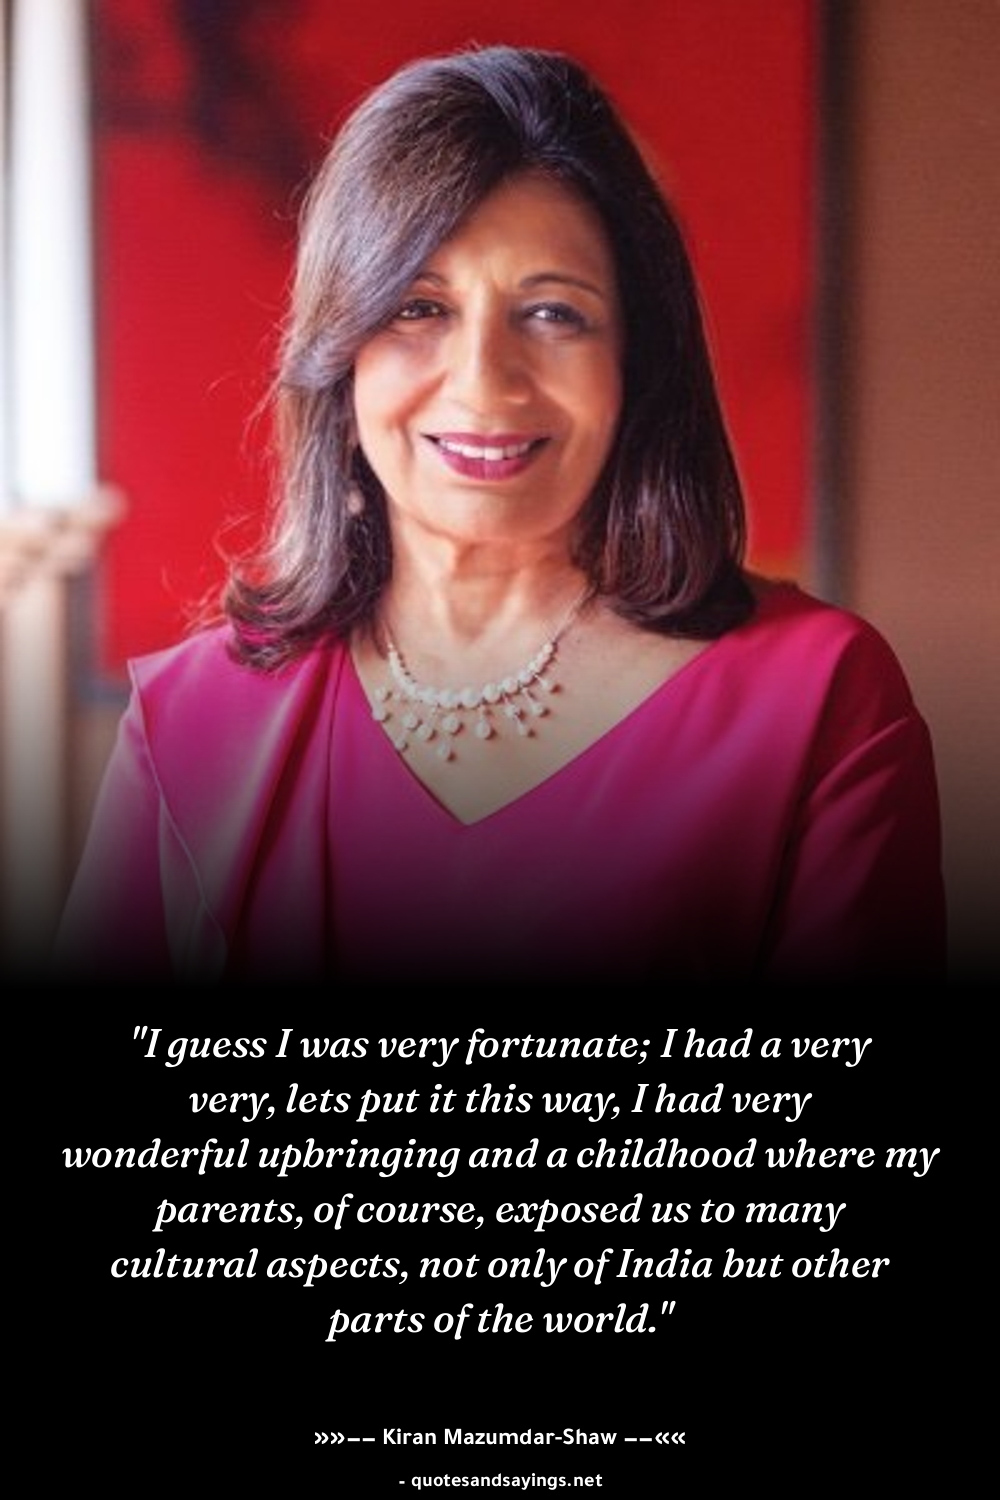 "I guess I was very fortunate; I had a very
very, lets put it this way, I had very
wonderful upbringing and a childhood where my
parents, of course, exposed us to many
cultural aspects, not only of India but other
parts of the world."
»»−− Kiran Mazumdar-Shaw −−««
- quotesandsayings.net